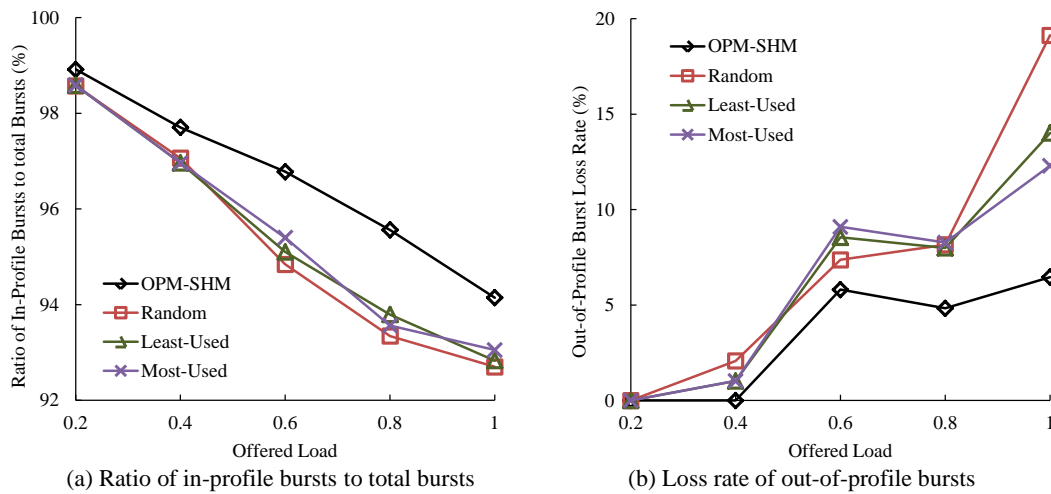 100
98
96
94
92
Ratio of In-Profile Bursts to total Bursts (%)
OPM-SHM
Random
Least-Used
Most-Used
0.2 0.4 0.6 0.8 1
Offered Load
(a) Ratio of in-profile bursts to total bursts
20
15
10
5
0
Out-of-Profile Burst Loss Rate (%)
OPM-SHM
Random
Least-Used
Most-Used
0.2 0.4 0.6 0.8 1
Offered Load
(b) Loss rate of out-of-profile bursts